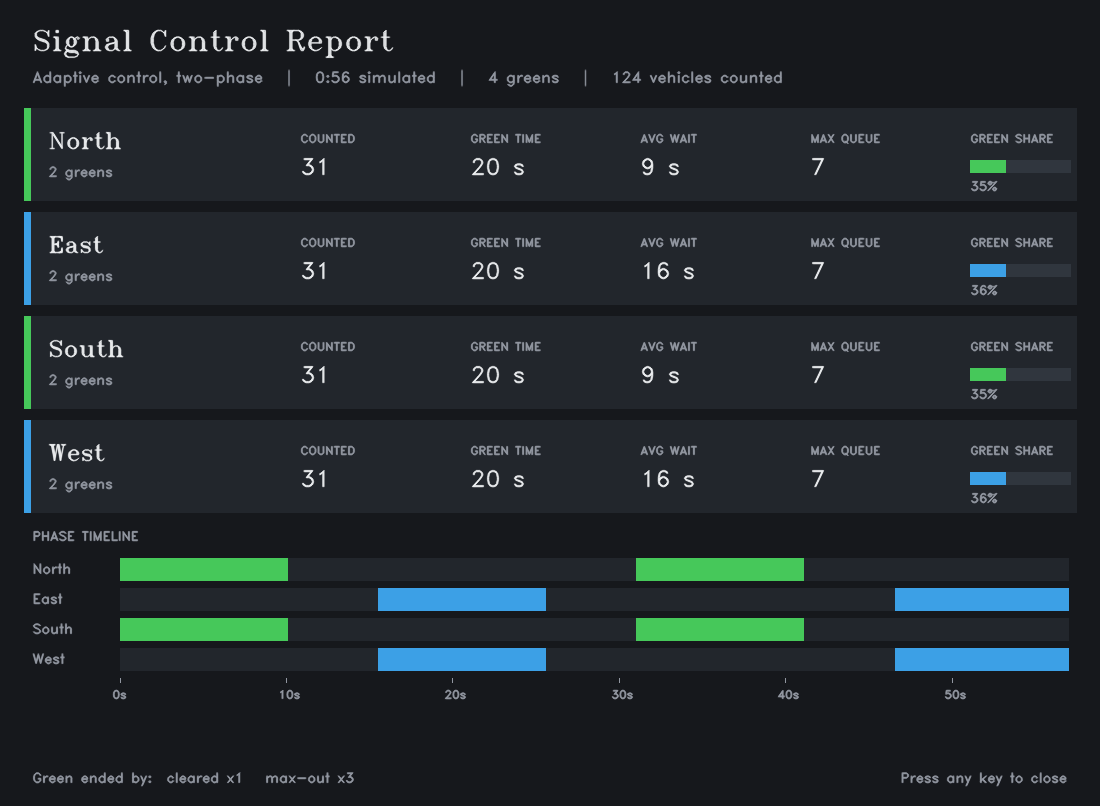 Signal Control Report
Adaptive control, two-phase | 0:56 simulated | 4 greens | 124 vehicles counted
North COUNTED GREEN TIME AVG WAIT MAX QUEUE GREEN SHARE
2 greens 31 20 s 9 s 7 35%
East COUNTED GREEN TIME AVG WAIT MAX QUEUE GREEN SHARE
2 greens 31 20 s 16 s 7 36%
South COUNTED GREEN TIME AVG WAIT MAX QUEUE GREEN SHARE
2 greens 31 20 s 9 s 7 35%
West COUNTED GREEN TIME AVG WAIT MAX QUEUE GREEN SHARE
2 greens 31 20 s 16 s 7 36%
PHASE TIMELINE
North
East
South
West
0s 10s 20s 30s 40s 50s
Green ended by: cleared x1 max-out x3 Press any key to close